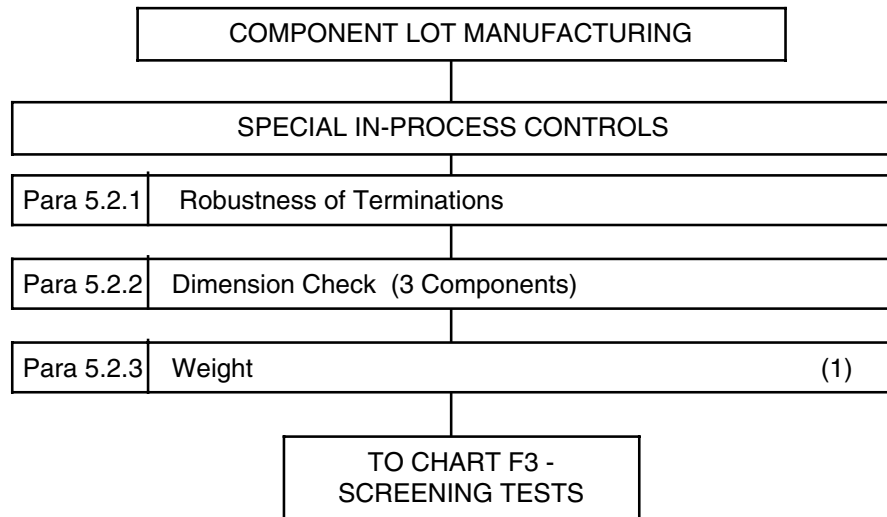 COMPONENT LOT MANUFACTURING
SPECIAL IN-PROCESS CONTROLS
Para 5.2.1 Robustness of Terminations
Para 5.2.2 Dimension Check (3 Components)
Para 5.2.3 Weight (1)
TO CHART F3 -
SCREENING TESTS